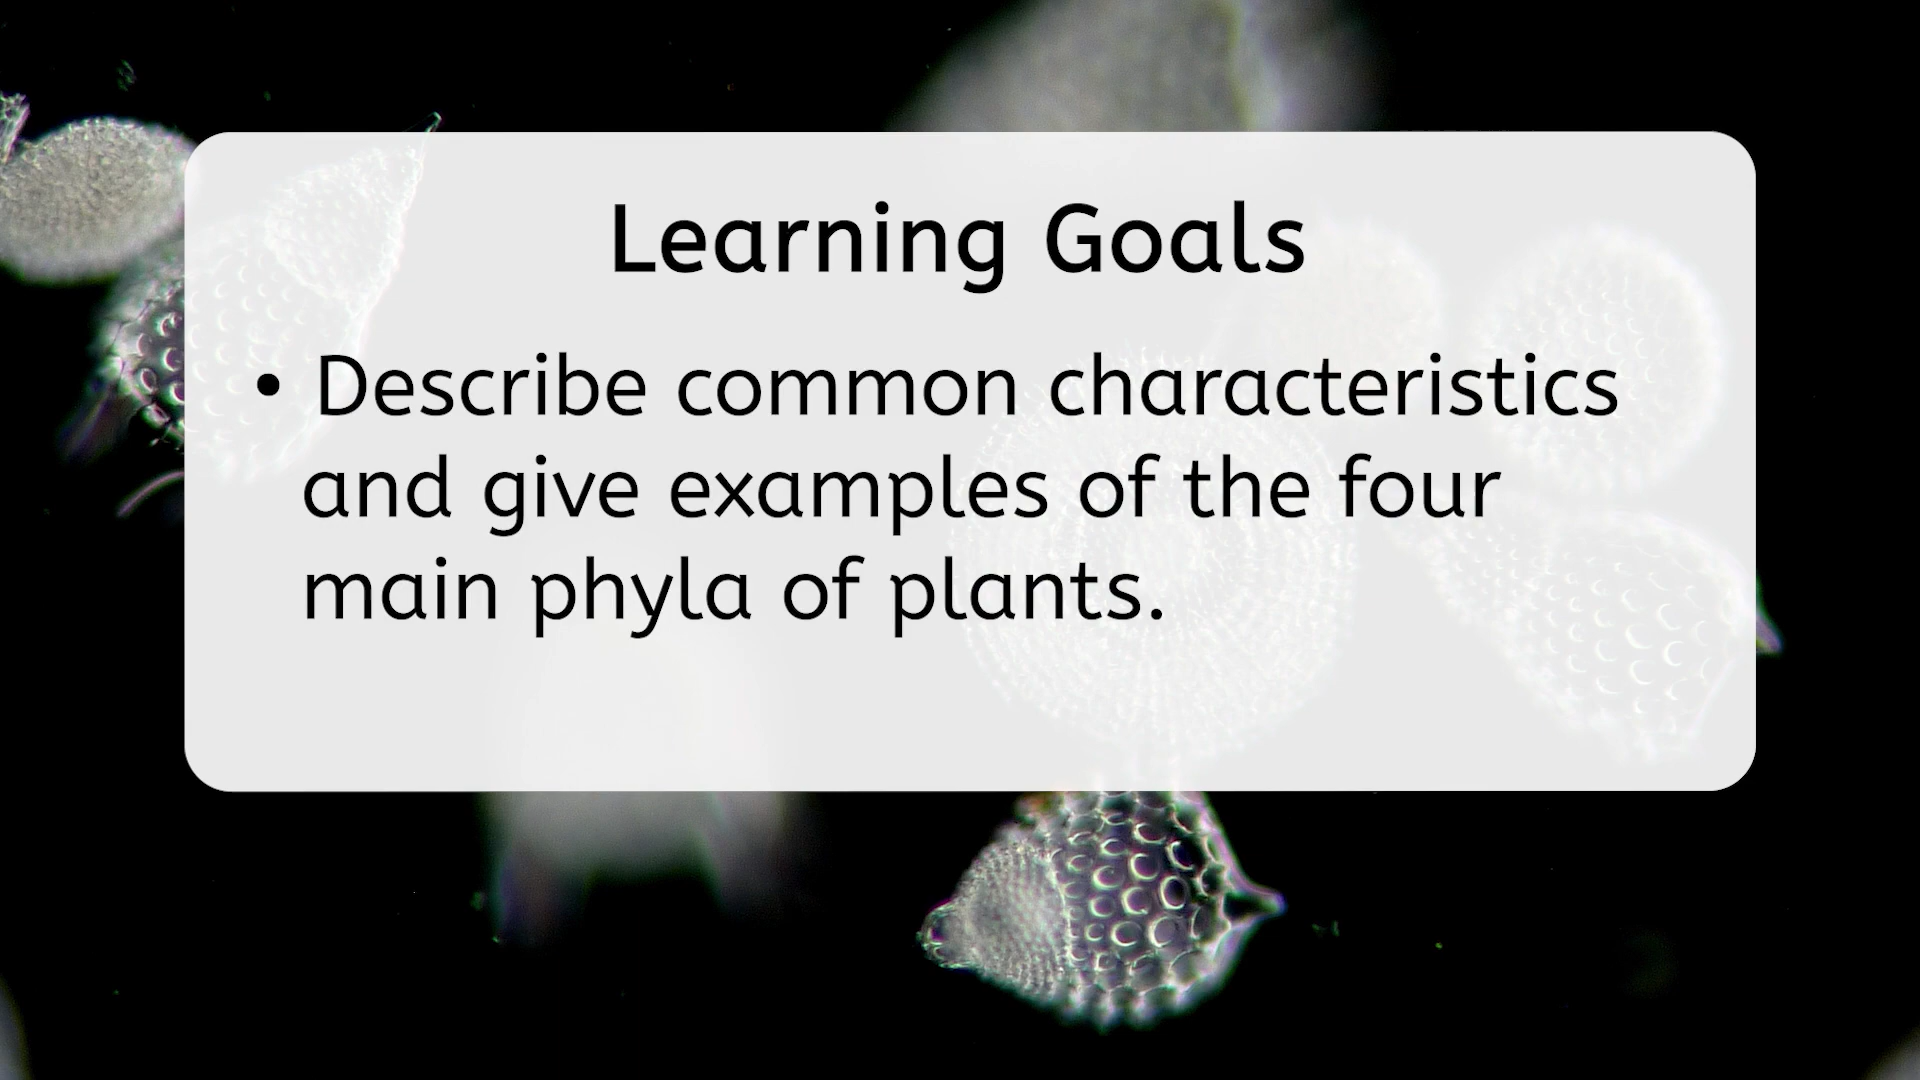 Learning Goals
• Describe common characteristics
and give examples of the four
main phyla of plants.